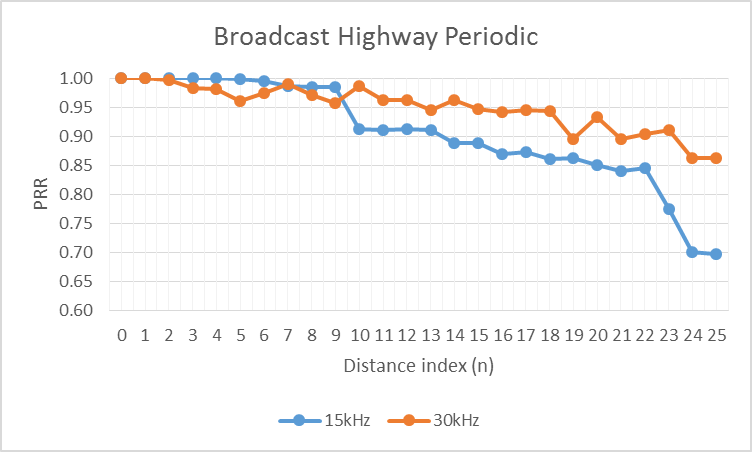 Broadcast Highway Periodic
1.00
0.95
0.90
0.85
0.80
0.75
0.70
0.65
0.60
PRR
0 1 2 3 4 5 6 7 8 9 10 11 12 13 14 15 16 17 18 19 20 21 22 23 24 25
Distance index (n)
15kHz 30kHz